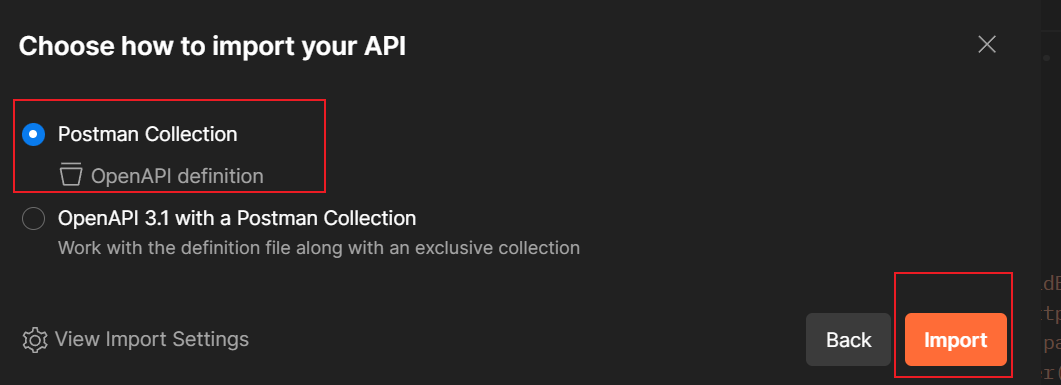 Choose how to import your API
Postman Collection
OpenAPI definition
OpenAPI 3.1 with a Postman Collection
Work with the definition file along with an exclusive collection
View Import Settings
Back
Import